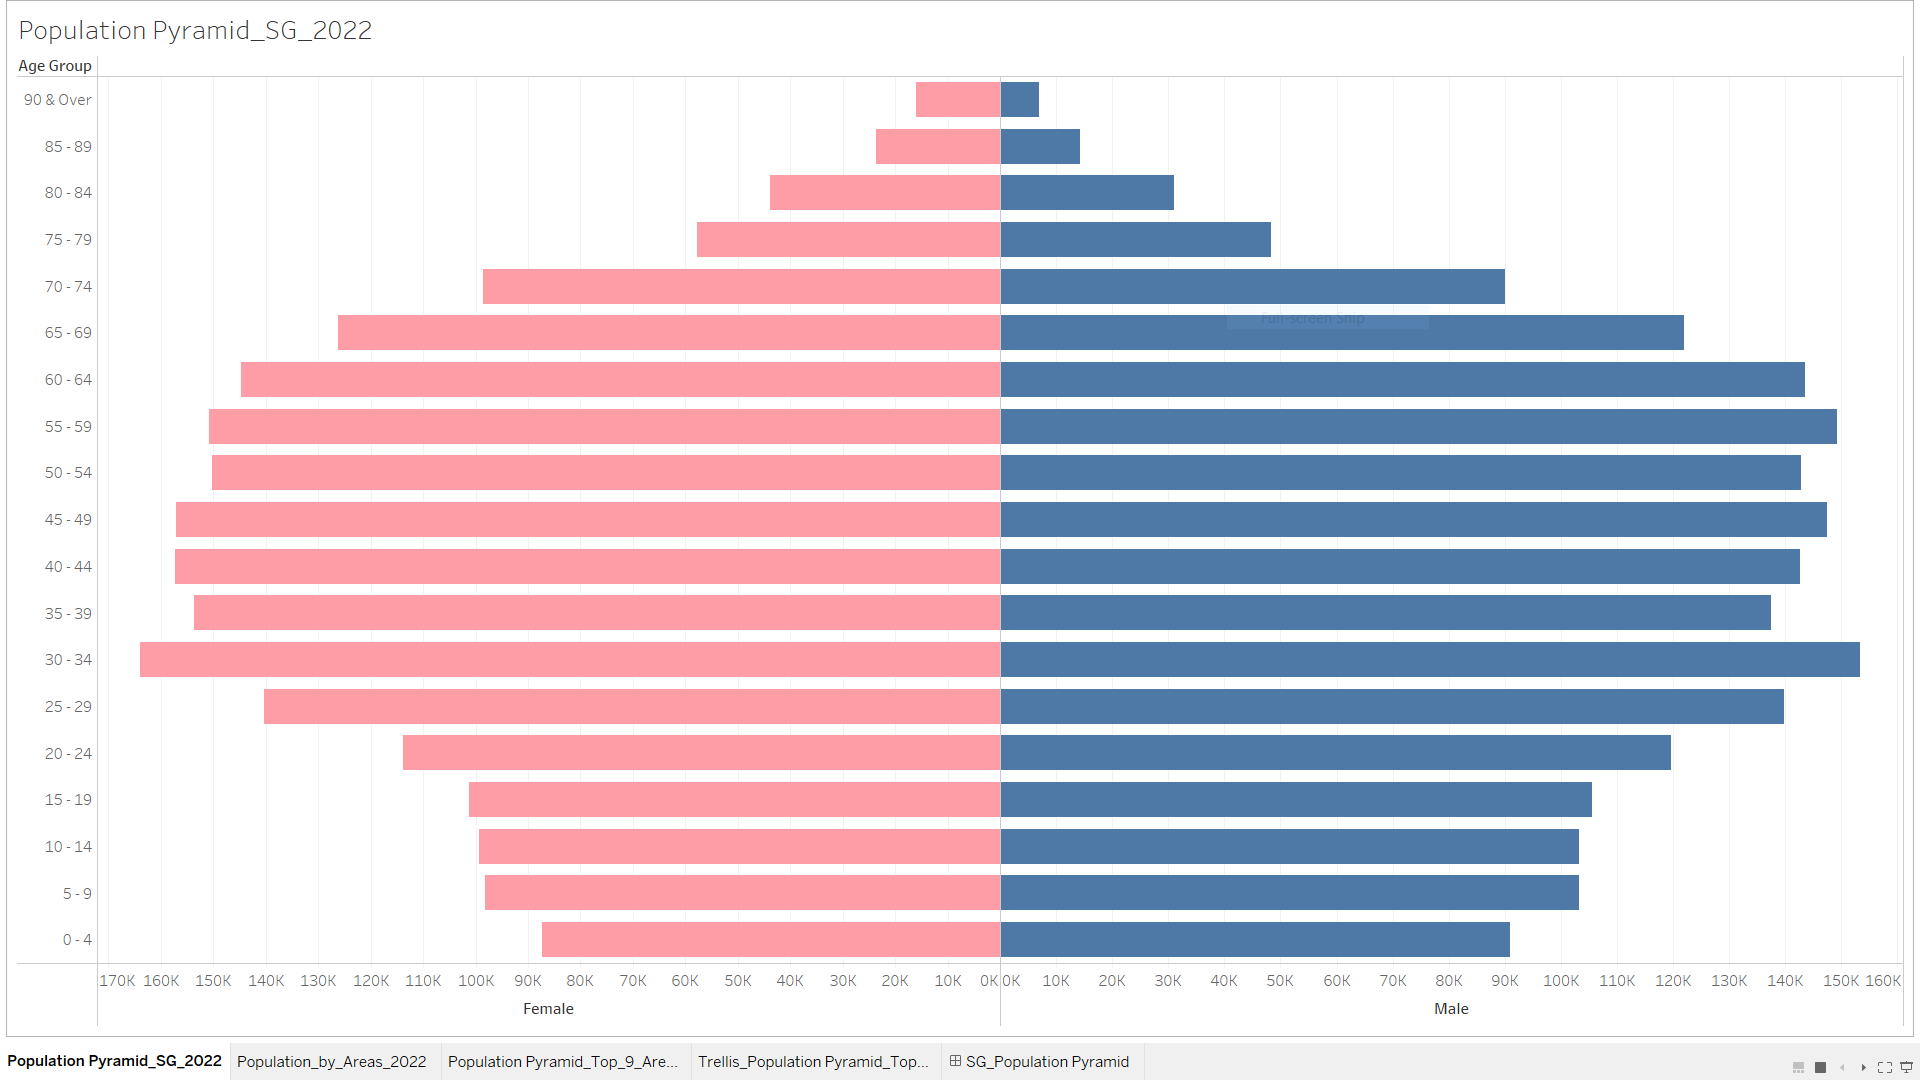 Population Pyramid_SG_2022
Age Group
90 & Over
85 - 89
80 - 84
75 - 79
70 - 74
65 - 69
Full-screen Snip
60 - 64
55 - 59
50 - 54
45 - 49
40 - 44
35 - 39
30 - 34
25 - 29
20 - 24
15 - 19
10 - 14
5 - 9
0 - 4
170K 160K 150K 140K 130K 120K 110K 100K 90K 80K 70K 60K 50K 40K 30K 20K 10K 0K 0K 10K 20K 30K 40K 50K 60K 70K 80K 90K 100K 110K 120K 130K 140K 150K 160K
Female Male
Population Pyramid_SG_2022 Population_by_Areas_2022 Population Pyramid_Top_9_Are... Trellis_Population Pyramid_Top... SG_Population Pyramid